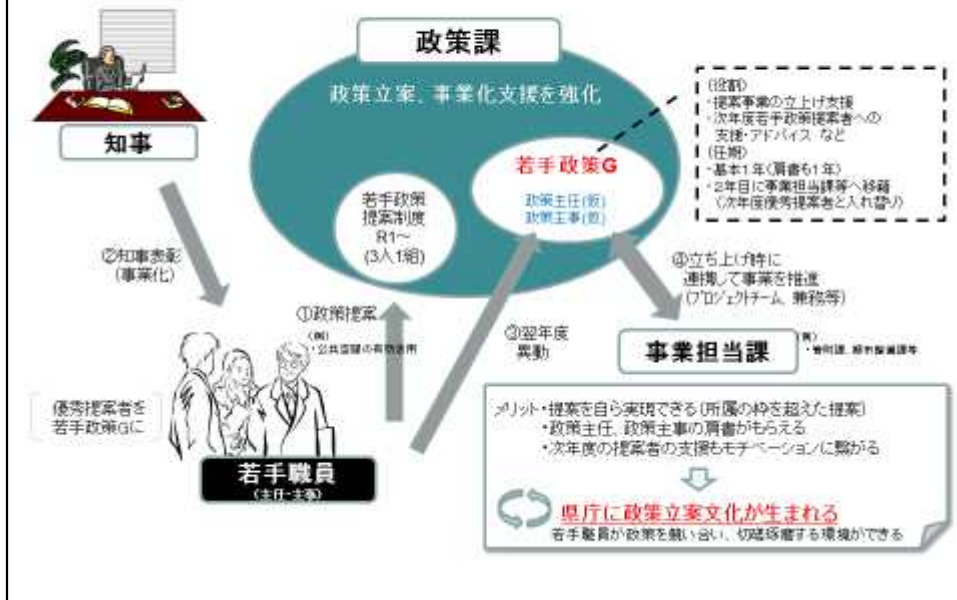 政策課
政策立案、事業化支援を強化
知事
若手政策G
政策主任(仮)
政策主事(仮)
若手政策
提案制度
R1～
(3人1組)
(役割)
・提案事業の立上げ支援
・次年度若手政策提案者への
支援・アドバイス など
(任期)
・基本1年(肩書も1年)
・2年目に事業担当課等へ移籍
(次年度優秀提案者と入れ替り)
②知事表彰
(事業化)
①政策提案
(例)
・公共空間の有効活用
③翌年度
異動
④立ち上げ時に
連携して事業を推進
(プロジェクトチーム、兼務等)
事業担当課
(例)
優秀提案者を
若手政策Gに
若手職員
メリット・提案を自ら実現できる(所属の枠を超えた提案)
・政策主任、政策主事の肩書がもらえる
・次年度の提案者の支援もモチベーションに繋がる
県庁に政策立案文化が生まれる
若手職員が政策を競い合い、切磋琢磨する環境ができる